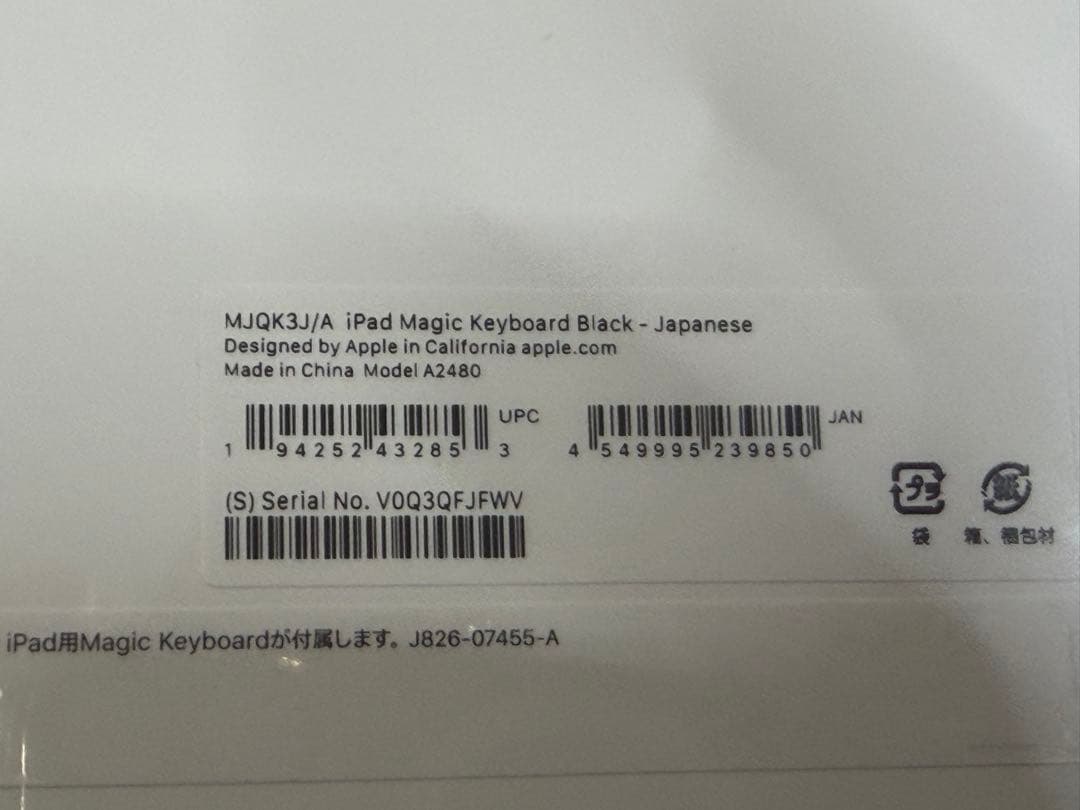 MJQK3J/A iPad Magic Keyboard Black - Japanese
Designed by Apple in California apple.com
Made in China Model A2480
1 94252 43285 3 UPC
4 549995 239850 JAN
(S) Serial No. V0Q3QFJFWV
プラ 紙
袋 箱、梱包材
iPad用Magic Keyboardが付属します。J826-07455-A